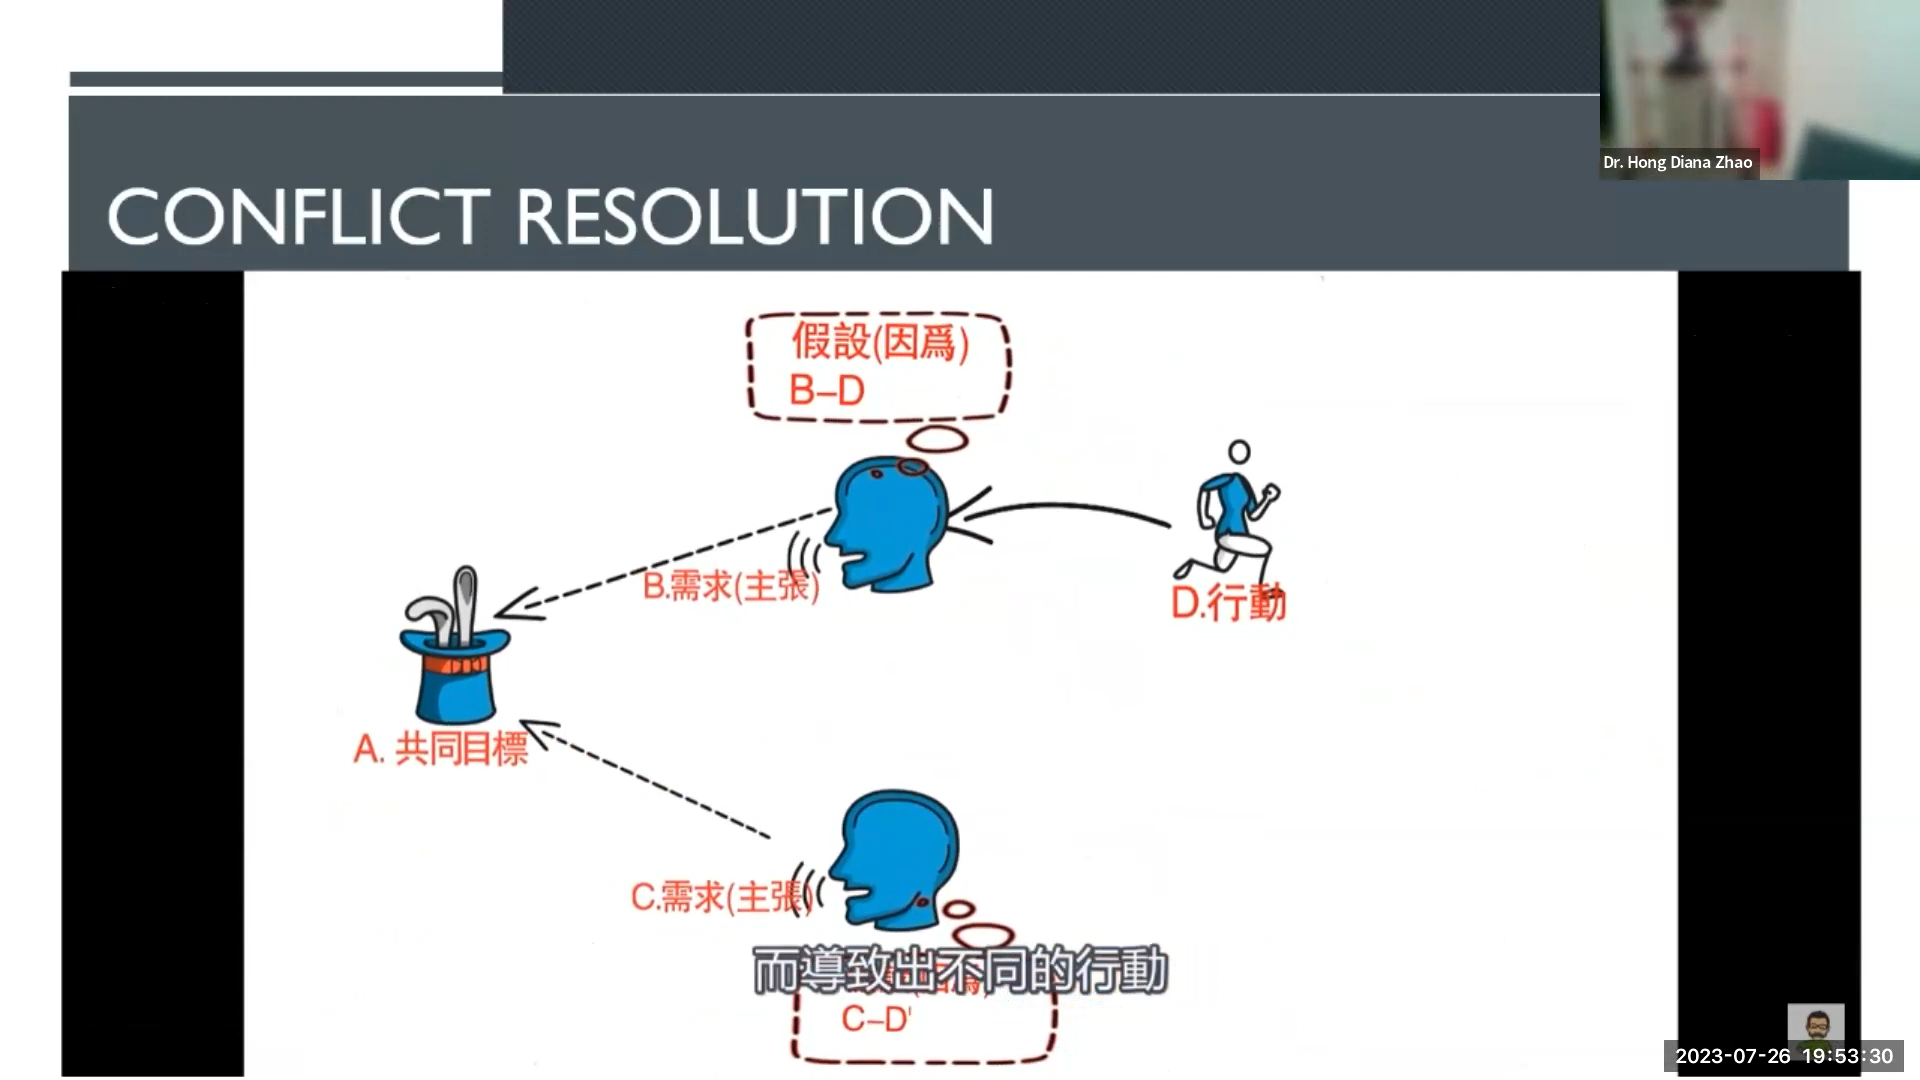 Dr. Hong Diana Zhao
CONFLICT RESOLUTION
假設(因爲)
B–D
B.需求(主張)
D.行動
A. 共同目標
C.需求(主張)
而導致出不同的行動
C–D'
2023-07-26 19:53:30